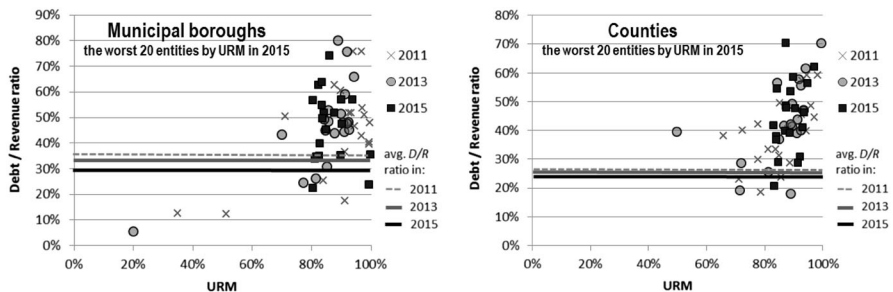 Municipal boroughs
the worst 20 entities by URM in 2015
Debt / Revenue ratio
90%
80%
70%
60%
50%
40%
30%
20%
10%
0%
0% 20% 40% 60% 80% 100%
URM
2011
2013
2015
avg. D/R
ratio in:
2011
2013
2015
Counties
the worst 20 entities by URM in 2015
Debt / Revenue ratio
80%
70%
60%
50%
40%
30%
20%
10%
0%
0% 20% 40% 60% 80% 100%
URM
2011
2013
2015
avg. D/R
ratio in:
2011
2013
2015